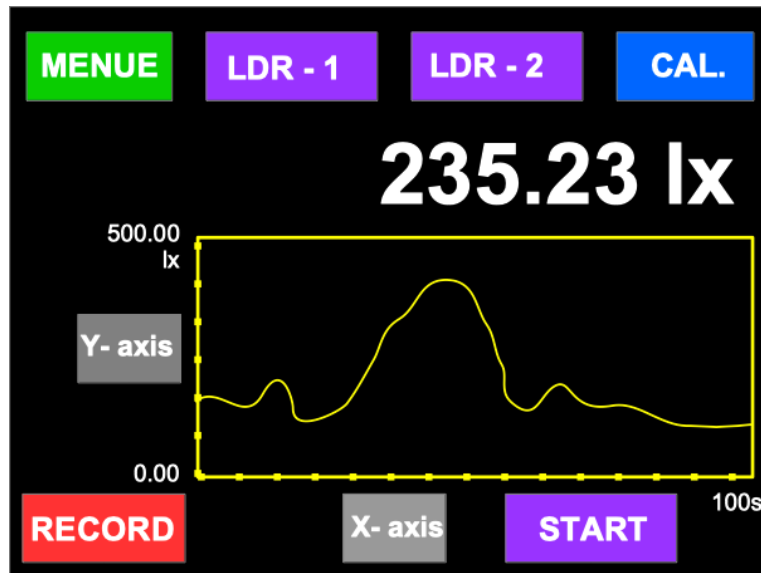 MENUE LDR - 1 LDR - 2 CAL.
235.23 lx
500.00
lx
Y- axis
0.00
100s
RECORD X- axis START